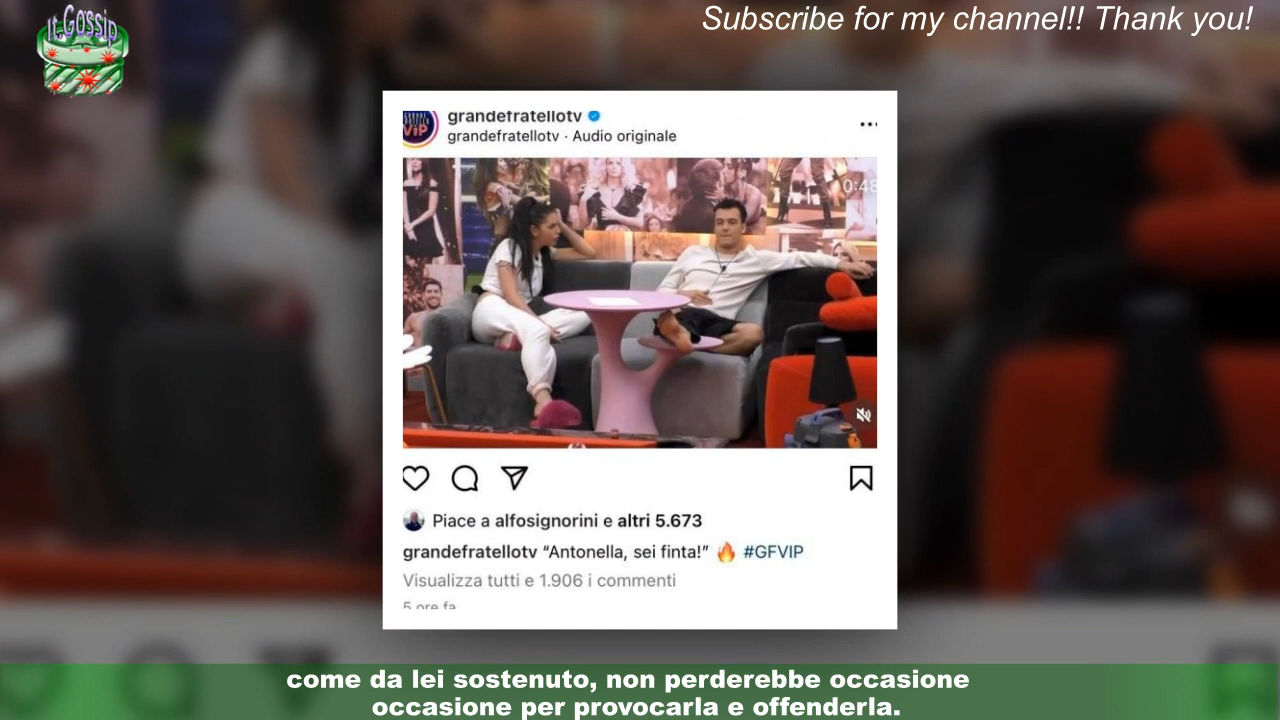 It.Gossip
Subscribe for my channel!! Thank you!
grandefratellotv
grandefratellotv · Audio originale
VIP
0:48
Piace a alfosignorini e altri 5.673
grandefratellotv “Antonella, sei finta!” 🔥 #GFVIP
Visualizza tutti e 1.906 i commenti
5 ore fa
come da lei sostenuto, non perderebbe occasione
occasione per provocarla e offenderla.